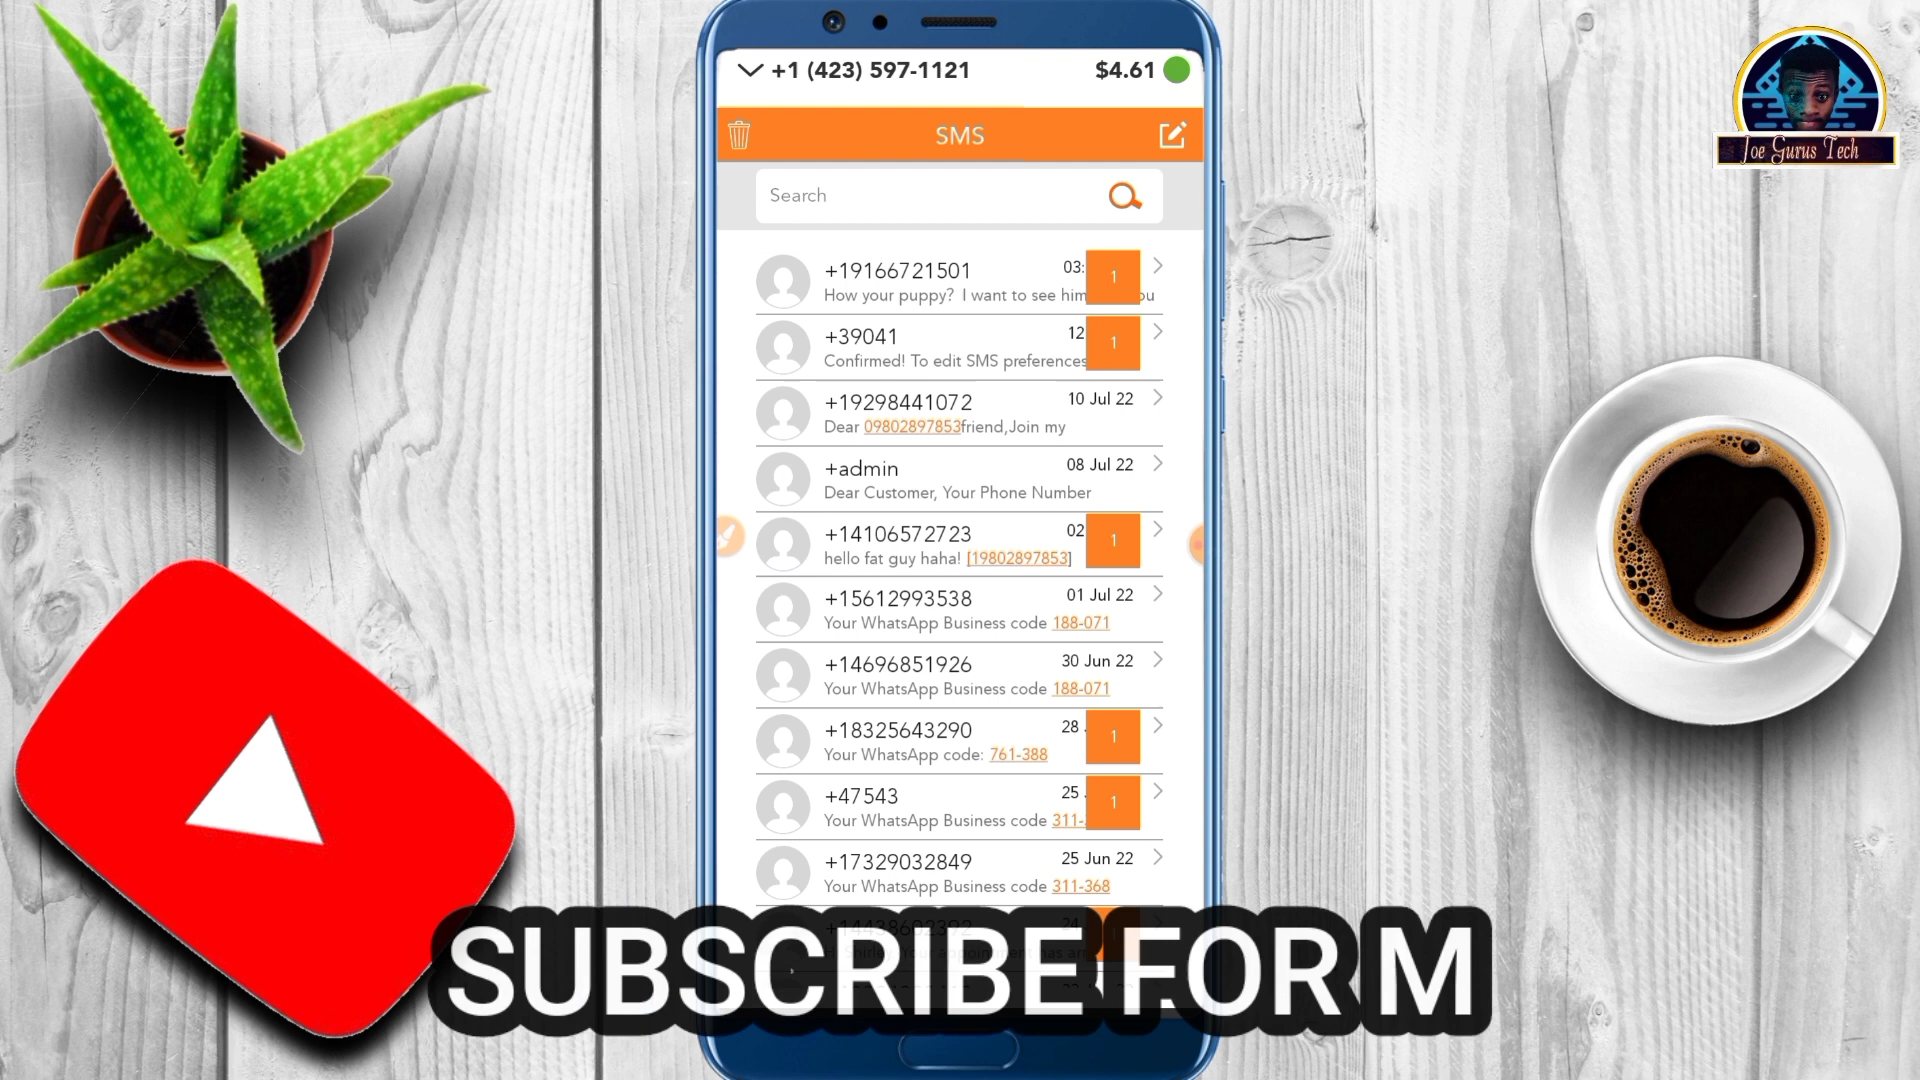 +1 (423) 597-1121 $4.61
SMS
Search
+19166721501 03:
1
How your puppy? I want to see him
+39041 12
1
Confirmed! To edit SMS preferences
+19298441072 10 Jul 22
Dear 09802897853friend,Join my
+admin 08 Jul 22
Dear Customer, Your Phone Number
+14106572723 02
1
hello fat guy haha! [19802897853]
+15612993538 01 Jul 22
Your WhatsApp Business code 188-071
+14696851926 30 Jun 22
Your WhatsApp Business code 188-071
+18325643290 28
1
Your WhatsApp code: 761-388
+47543 25
1
Your WhatsApp Business code 311-
+17329032849 25 Jun 22
Your WhatsApp Business code 311-368
+14438602392 24
SUBSCRIBE FOR M
Joe Gurus Tech